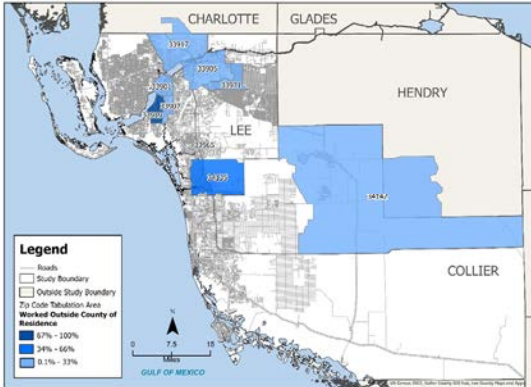 CHARLOTTE
GLADES
33917
33905
33971
33901
33907
HENDRY
LEE
34142
COLLIER
Legend
Roads
Study Boundary
Outside Study Boundary
Zip Code Tabulation Area
Worked Outside County of
Residence
67% - 100%
34% - 66%
0.1% - 33%
N
0
7.5
15
Miles
GULF OF MEXICO